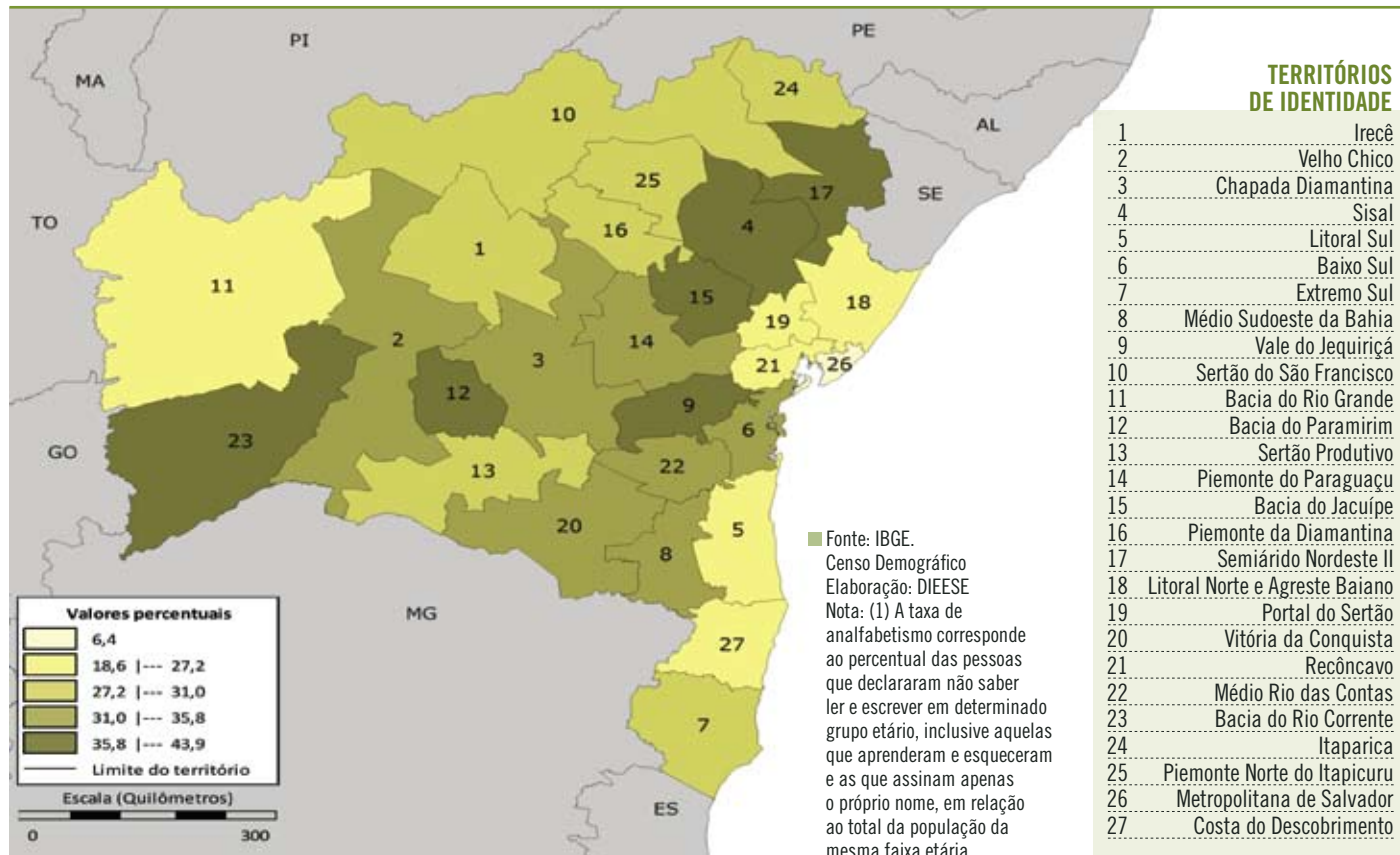 PI
PE
MA
AL
SE
TO
GO
MG
ES
10
24
25
17
16
4
1
11
15
18
19
2
14
3
21
26
12
9
23
6
22
13
20
5
8
27
7
Valores percentuais
6,4
18,6 |--- 27,2
27,2 |--- 31,0
31,0 |--- 35,8
35,8 |--- 43,9
Limite do território
Escala (Quilômetros)
0 300
Fonte: IBGE.
Censo Demográfico
Elaboração: DIEESE
Nota: (1) A taxa de
analfabetismo corresponde
ao percentual das pessoas
que declararam não saber
ler e escrever em determinado
grupo etário, inclusive aquelas
que aprenderam e esqueceram
e as que assinam apenas
o próprio nome, em relação
ao total da população da
mesma faixa etária
TERRITÓRIOS
DE IDENTIDADE
1 Irecê
2 Velho Chico
3 Chapada Diamantina
4 Sisal
5 Litoral Sul
6 Baixo Sul
7 Extremo Sul
8 Médio Sudoeste da Bahia
9 Vale do Jequiriçá
10 Sertão do São Francisco
11 Bacia do Rio Grande
12 Bacia do Paramirim
13 Sertão Produtivo
14 Piemonte do Paraguaçu
15 Bacia do Jacuípe
16 Piemonte da Diamantina
17 Semiárido Nordeste II
18 Litoral Norte e Agreste Baiano
19 Portal do Sertão
20 Vitória da Conquista
21 Recôncavo
22 Médio Rio das Contas
23 Bacia do Rio Corrente
24 Itaparica
25 Piemonte Norte do Itapicuru
26 Metropolitana de Salvador
27 Costa do Descobrimento